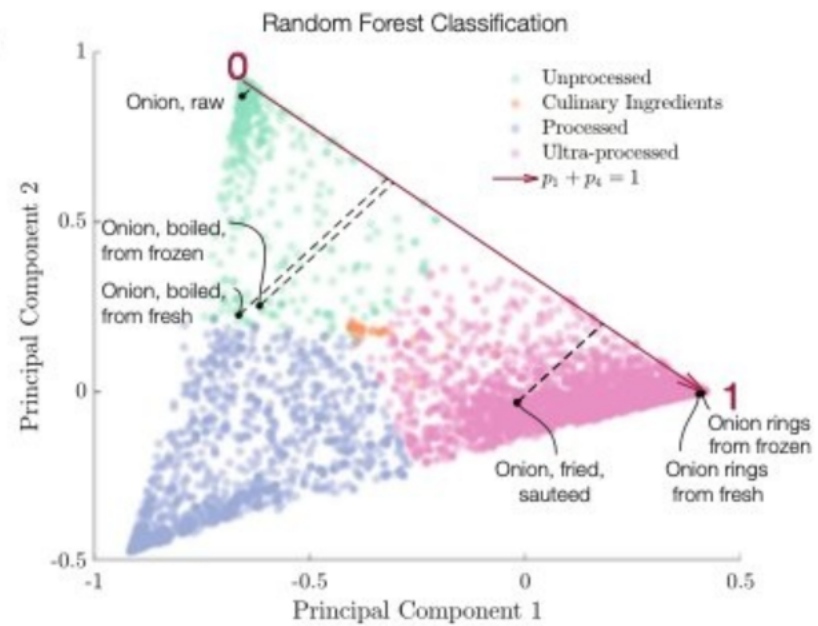 Random Forest Classification
1
0
Onion, raw
Unprocessed
Culinary Ingredients
Processed
Ultra-processed
p₁ + p₄ = 1
0.5
Onion, boiled,
from frozen
Onion, boiled,
from fresh
Principal Component 2
0
1
Onion rings
from frozen
Onion, fried,
sauteed
Onion rings
from fresh
-0.5
-1
-0.5
0
0.5
Principal Component 1